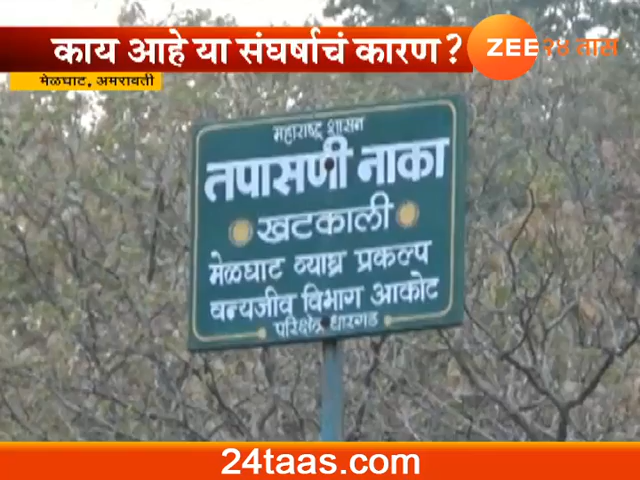 काय आहे या संघर्षाचं कारण ?
ZEE २४ तास
मेळघाट, अमरावती
महाराष्ट्र शासन
तपासणी नाका
खटकाली
मेळघाट व्याघ्र प्रकल्प
वन्यजीव विभाग आकोट
परिक्षेत्र धारगड
24taas.com